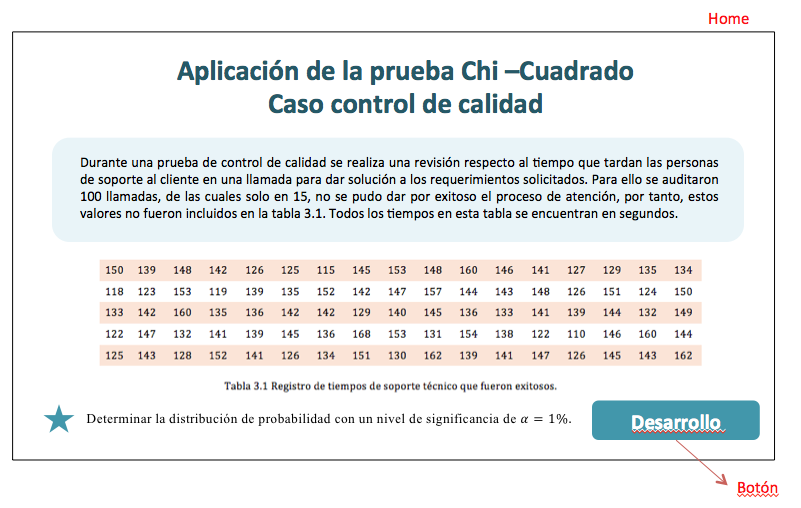 Home
Aplicación de la prueba Chi –Cuadrado
Caso control de calidad
Durante una prueba de control de calidad se realiza una revisión respecto al tiempo que tardan las personas
de soporte al cliente en una llamada para dar solución a los requerimientos solicitados. Para ello se auditaron
100 llamadas, de las cuales solo en 15, no se pudo dar por exitoso el proceso de atención, por tanto, estos
valores no fueron incluidos en la tabla 3.1. Todos los tiempos en esta tabla se encuentran en segundos.
150 139 148 142 126 125 115 145 153 148 160 146 141 127 129 135 134
118 123 153 119 139 135 152 142 147 157 144 143 148 126 151 124 150
133 142 160 135 136 142 142 129 140 145 136 133 141 139 144 132 149
122 147 132 141 139 145 136 168 153 131 154 138 122 110 146 160 144
125 143 128 152 141 126 134 151 130 162 139 141 147 126 145 143 162
Tabla 3.1 Registro de tiempos de soporte técnico que fueron exitosos.
Determinar la distribución de probabilidad con un nivel de significancia de α = 1%.
Desarrollo
Botón